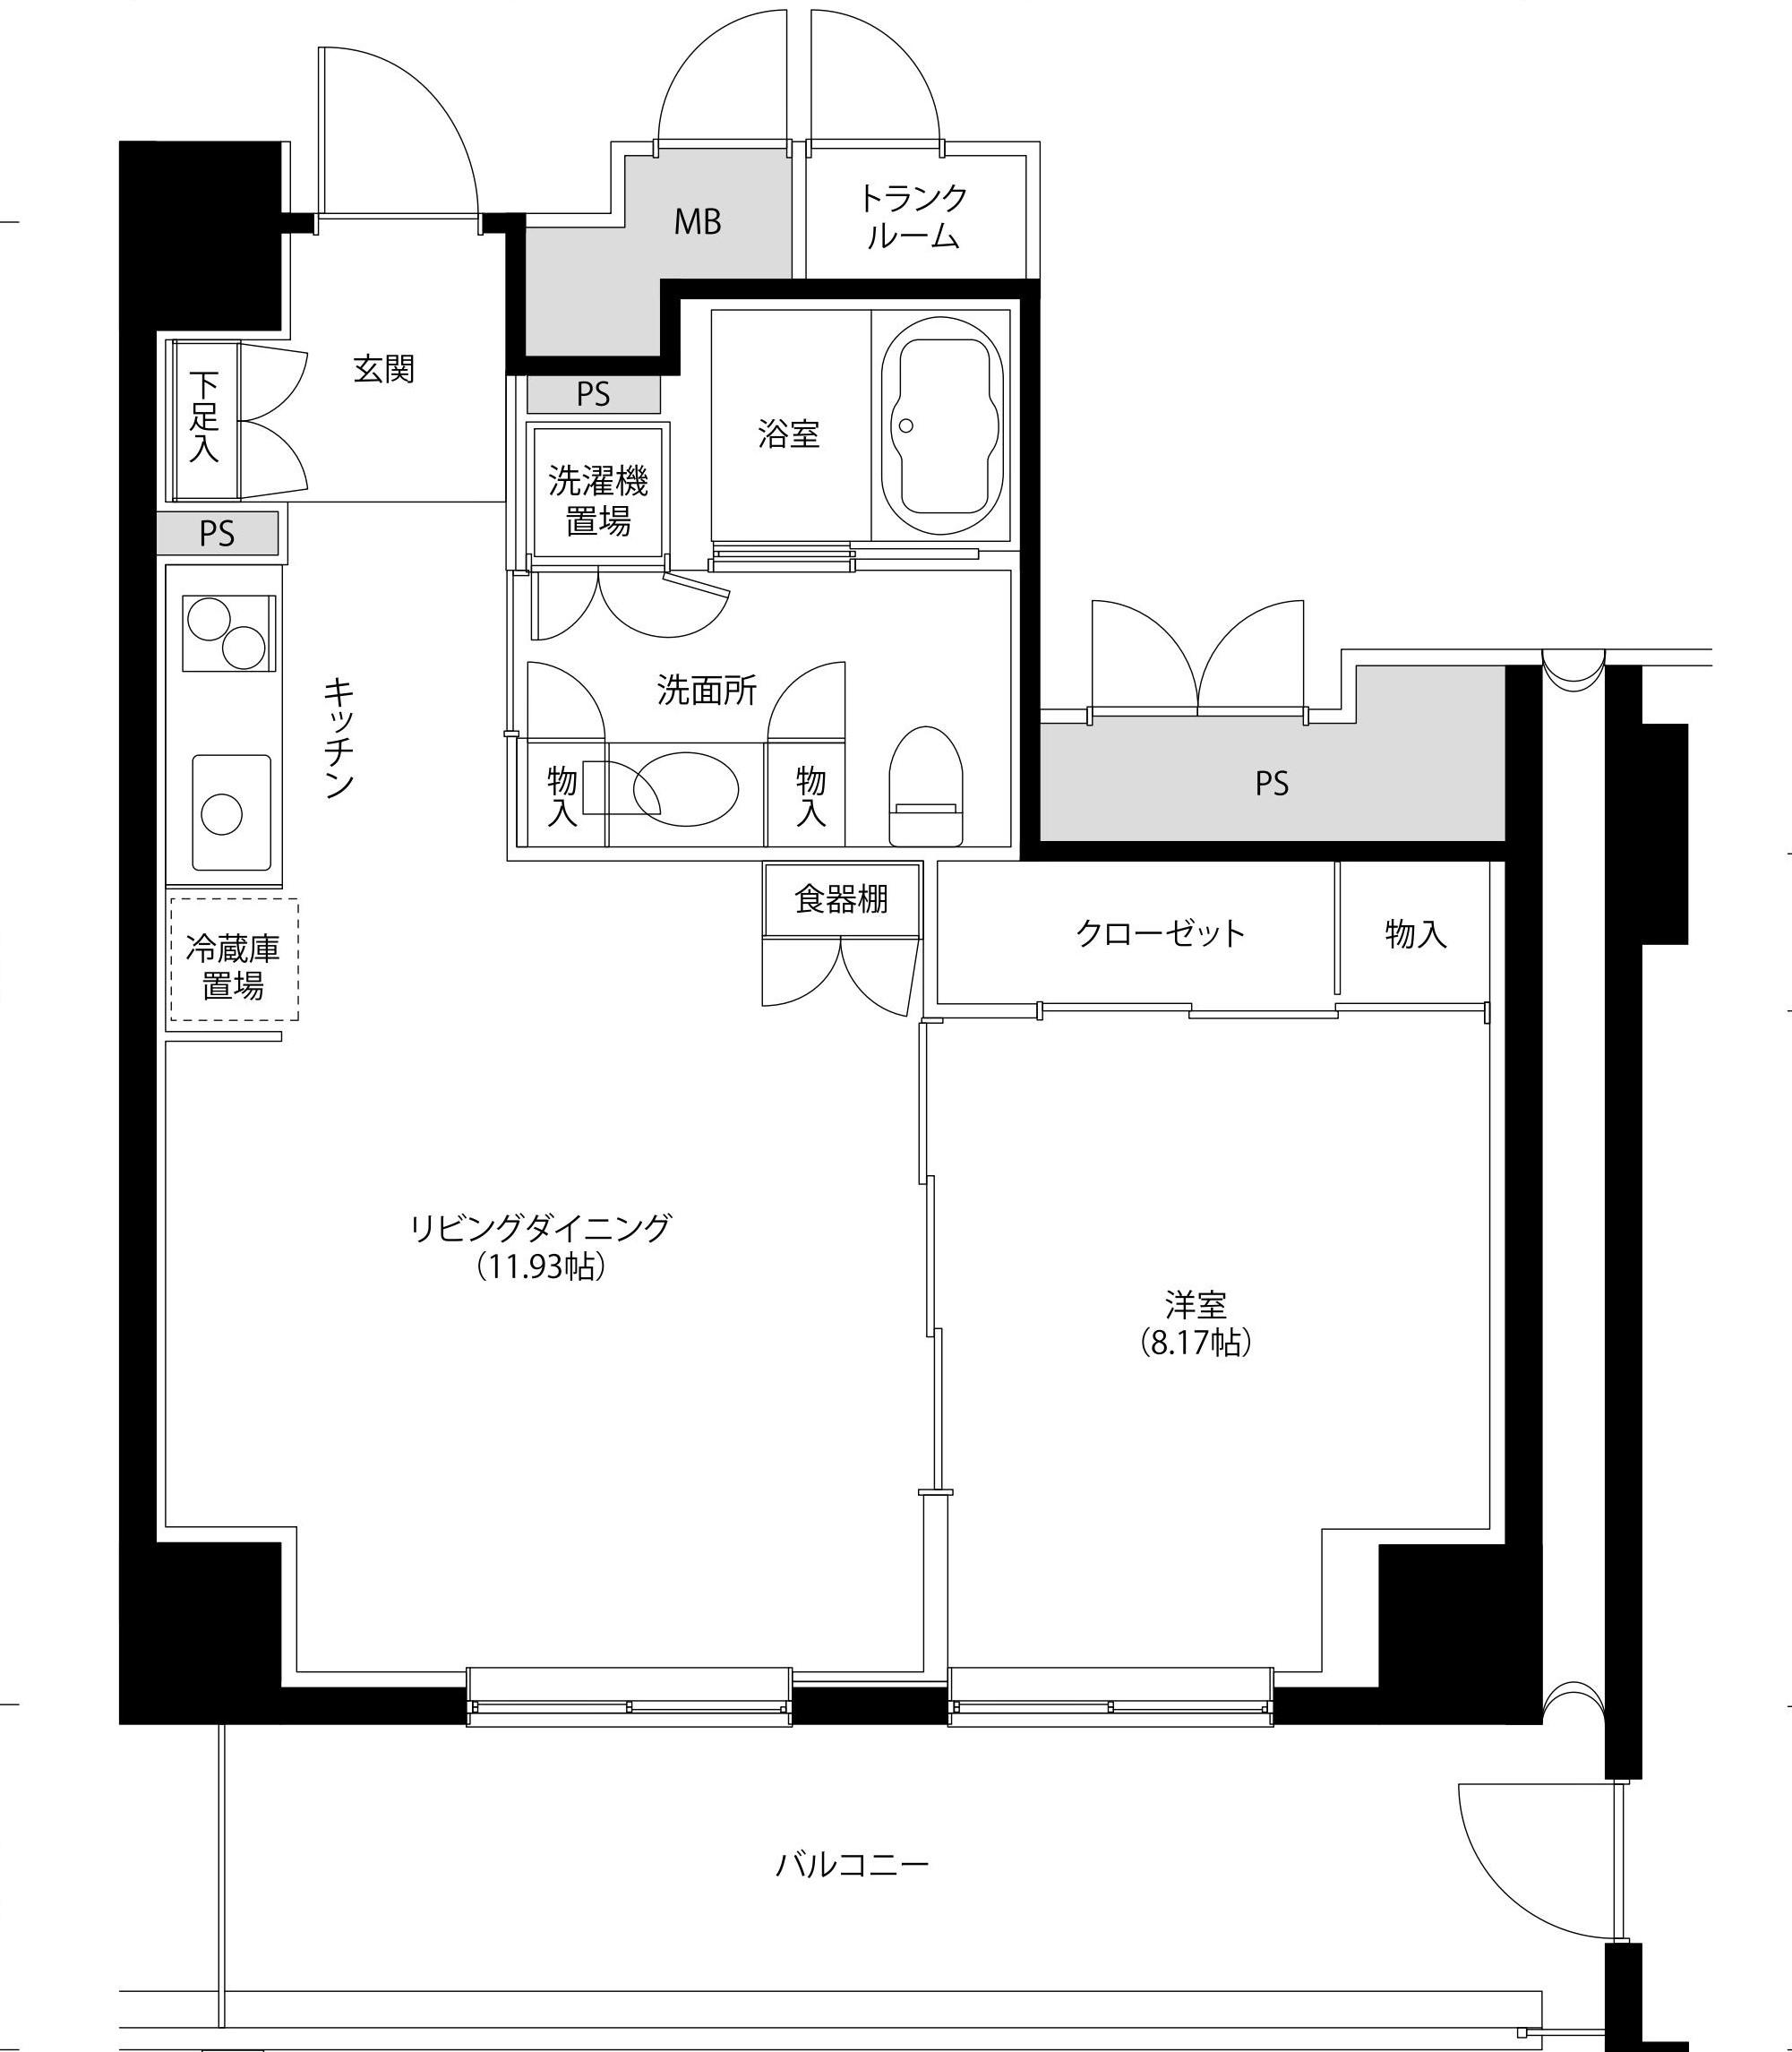 MB
トランク
ルーム
玄関
下足入
PS
浴室
洗濯機
置場
PS
キッチン
洗面所
物入
物入
PS
食器棚
クローゼット
物入
冷蔵庫
置場
リビングダイニング
(11.93帖)
洋室
(8.17帖)
バルコニー